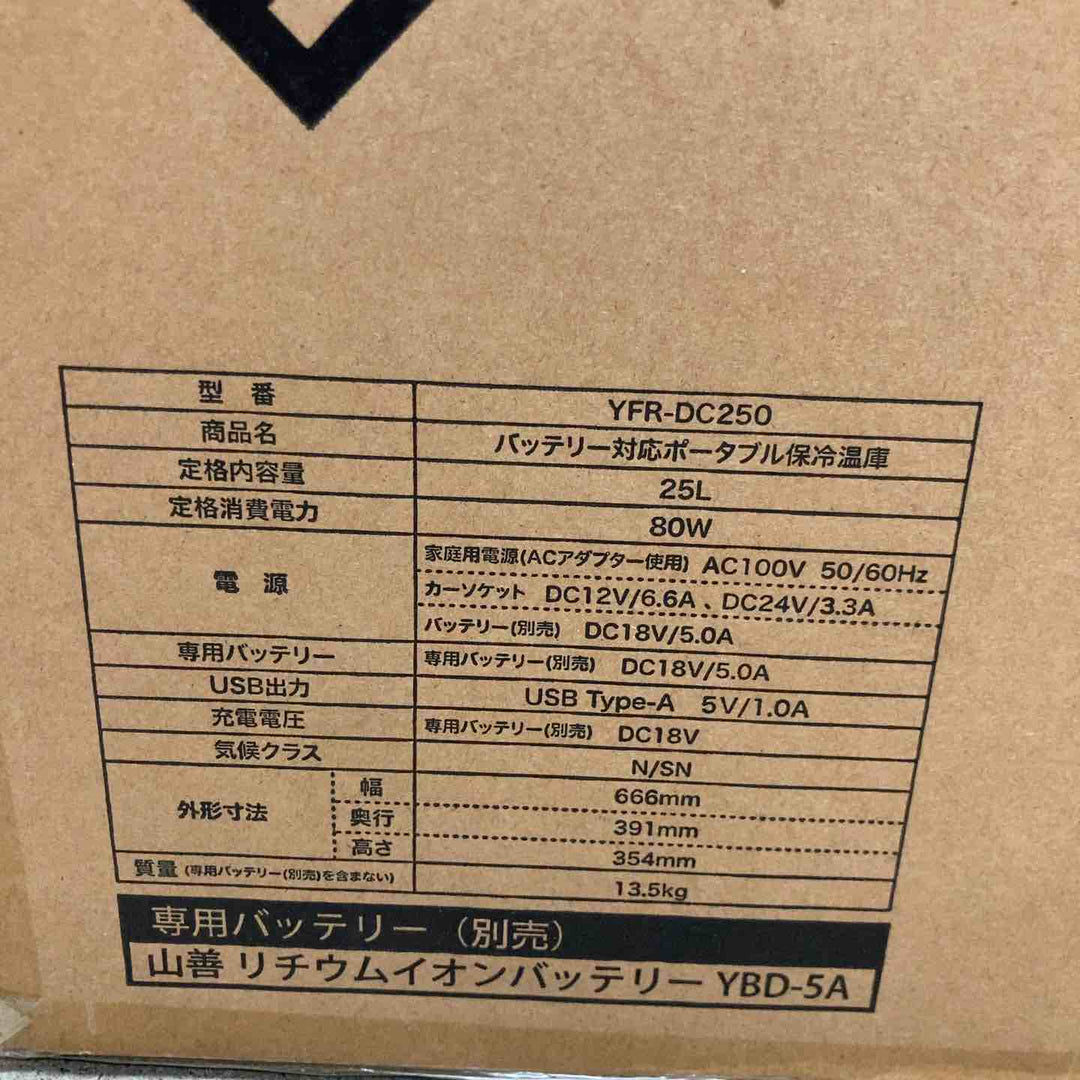 型番 YFR-DC250
商品名 バッテリー対応ポータブル保冷温庫
定格内容量 25L
定格消費電力 80W
電源 家庭用電源(ACアダプター使用) AC100V 50/60Hz
カーソケット DC12V/6.6A、DC24V/3.3A
バッテリー(別売) DC18V/5.0A
専用バッテリー 専用バッテリー(別売) DC18V/5.0A
USB出力 USB Type-A 5V/1.0A
充電電圧 専用バッテリー(別売) DC18V
気候クラス N/SN
外形寸法 幅 666mm
奥行 391mm
高さ 354mm
質量(専用バッテリー(別売)を含まない) 13.5kg
専用バッテリー(別売)
山善 リチウムイオンバッテリー YBD-5A